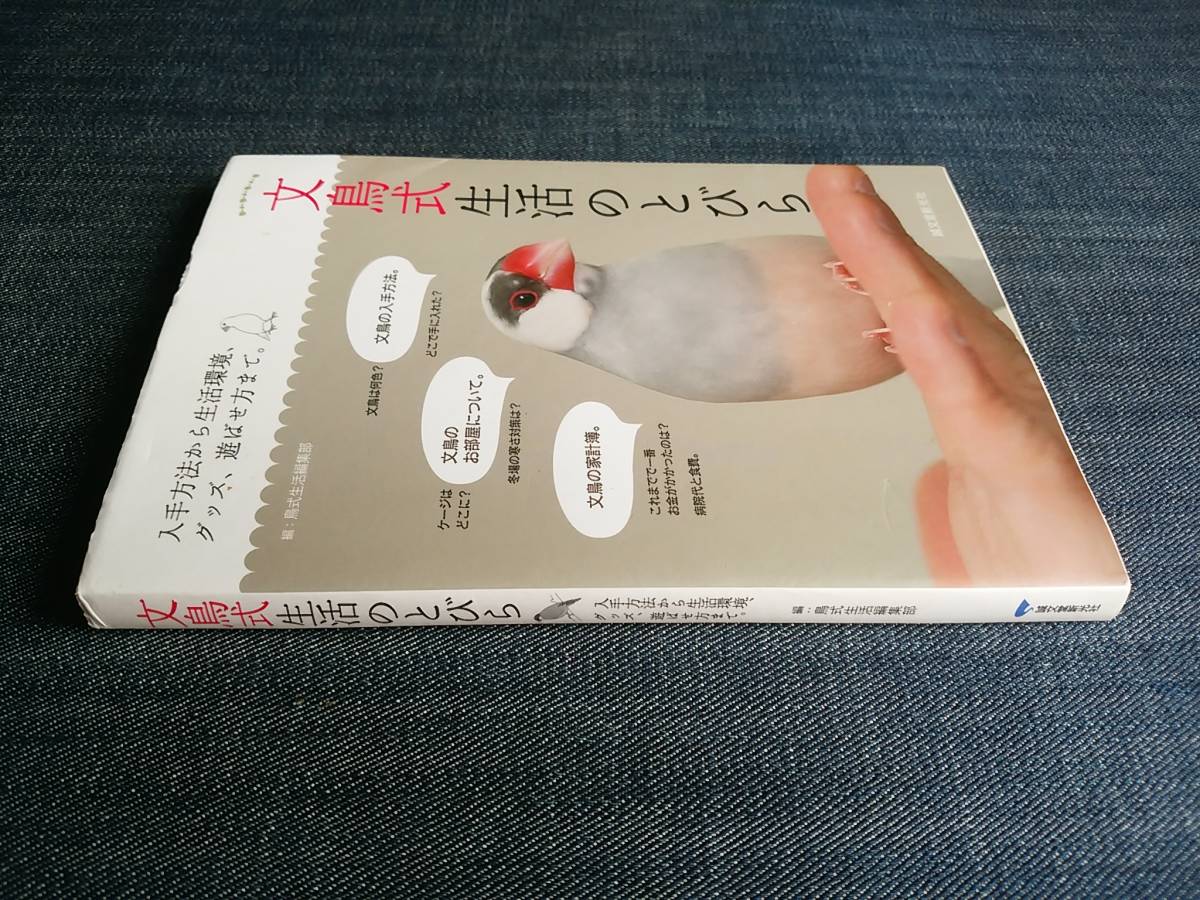 文鳥式生活のとびら
誠文堂新光社
文鳥の入手方法。
どこで手に入れた？
文鳥は何色？
文鳥の
お部屋について。
冬場の寒さ対策は？
ケージは
どこに？
文鳥の家計簿。
これまでで一番
お金がかかったのは？
病院代と食費。
入手方法から生活環境、
グッズ、遊ばせ方まで。
編：鳥式生活編集部
文鳥式生活のとびら
入手方法から生活環境、
グッズ、遊ばせ方まで。
編：鳥式生活編集部
誠文堂新光社